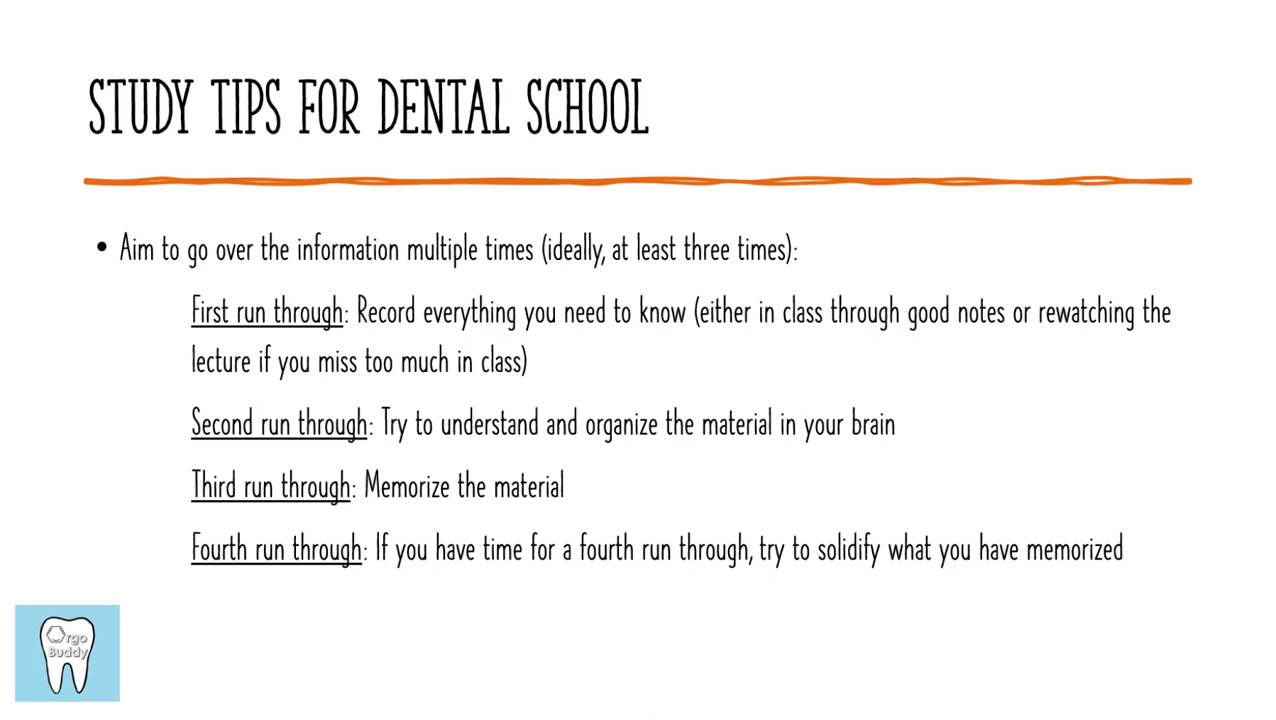 STUDY TIPS FOR DENTAL SCHOOL
• Aim to go over the information multiple times (ideally, at least three times):
First run through: Record everything you need to know (either in class through good notes or rewatching the
lecture if you miss too much in class)
Second run through: Try to understand and organize the material in your brain
Third run through: Memorize the material
Fourth run through: If you have time for a fourth run through, try to solidify what you have memorized
rgo
Buddy